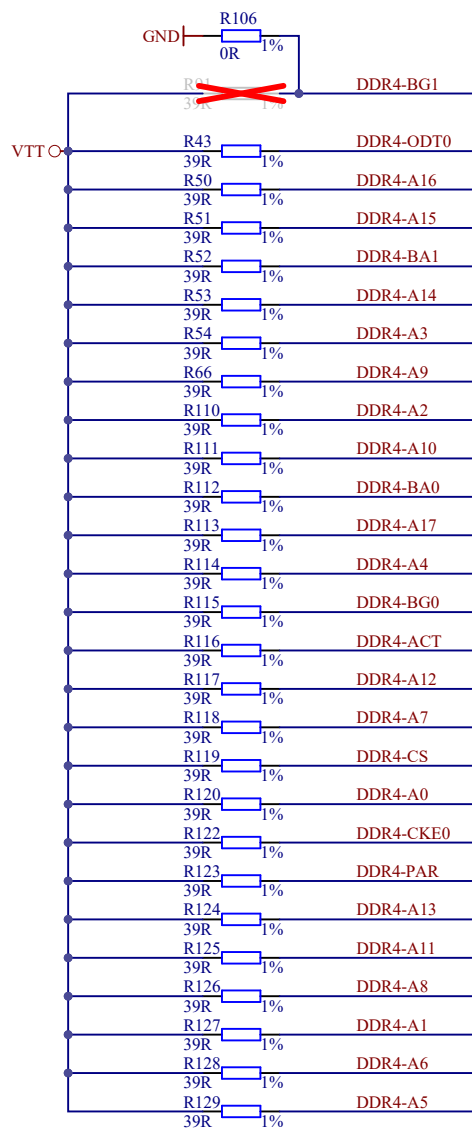 R106
GND
0R 1%
R91 DDR4-BG1
39R 1%
VTT
R43 DDR4-ODT0
39R 1%
R50 DDR4-A16
39R 1%
R51 DDR4-A15
39R 1%
R52 DDR4-BA1
39R 1%
R53 DDR4-A14
39R 1%
R54 DDR4-A3
39R 1%
R66 DDR4-A9
39R 1%
R110 DDR4-A2
39R 1%
R111 DDR4-A10
39R 1%
R112 DDR4-BA0
39R 1%
R113 DDR4-A17
39R 1%
R114 DDR4-A4
39R 1%
R115 DDR4-BG0
39R 1%
R116 DDR4-ACT
39R 1%
R117 DDR4-A12
39R 1%
R118 DDR4-A7
39R 1%
R119 DDR4-CS
39R 1%
R120 DDR4-A0
39R 1%
R122 DDR4-CKE0
39R 1%
R123 DDR4-PAR
39R 1%
R124 DDR4-A13
39R 1%
R125 DDR4-A11
39R 1%
R126 DDR4-A8
39R 1%
R127 DDR4-A1
39R 1%
R128 DDR4-A6
39R 1%
R129 DDR4-A5
39R 1%